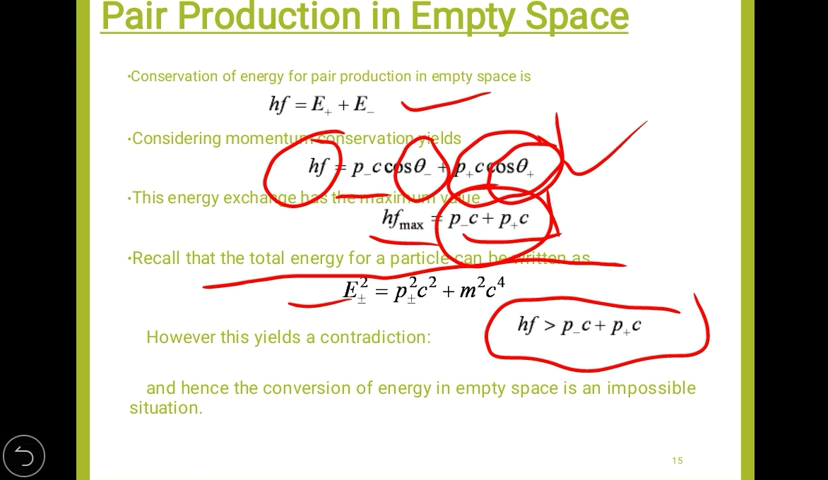 Pair Production in Empty Space
•Conservation of energy for pair production in empty space is
hf = E₊ + E₋
•Considering momentum conservation yields
hf = p₋c cosθ₋ + p₊c cosθ₊
•This energy exchange has the maximum value
hf_max = p₋c + p₊c
•Recall that the total energy for a particle can be written as
E±² = p±²c² + m²c⁴
However this yields a contradiction:
hf > p₋c + p₊c
and hence the conversion of energy in empty space is an impossible
situation.
15